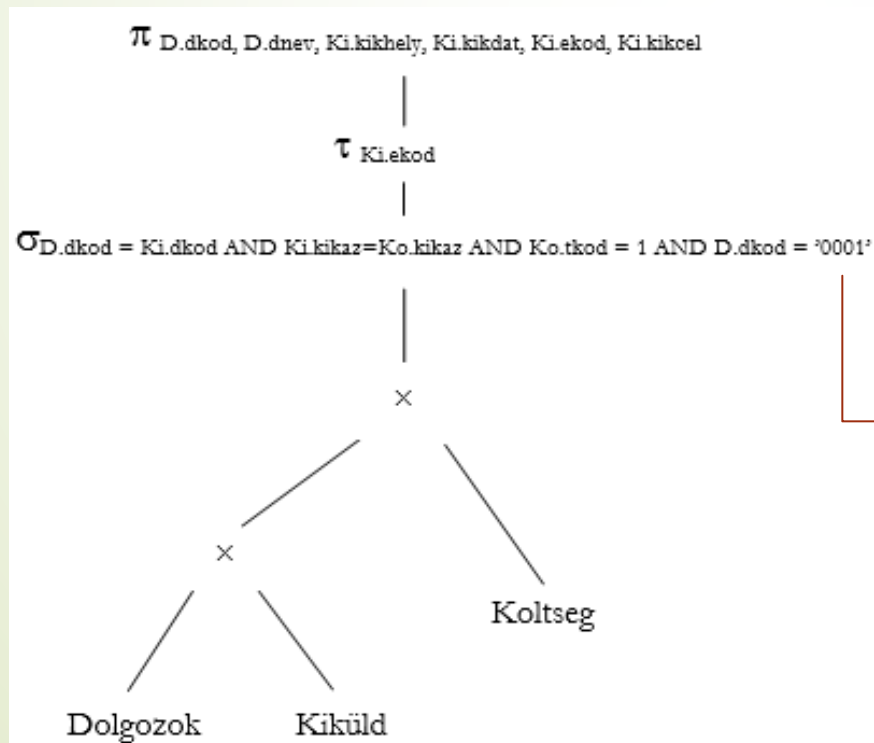 π D.dkod, D.dnev, Ki.kikhely, Ki.kikdat, Ki.ekod, Ki.kikcel
τ Ki.ekod
σD.dkod = Ki.dkod AND Ki.kikaz=Ko.kikaz AND Ko.tkod = 1 AND D.dkod = '0001'
×
×
Koltseg
Dolgozok Kiküld